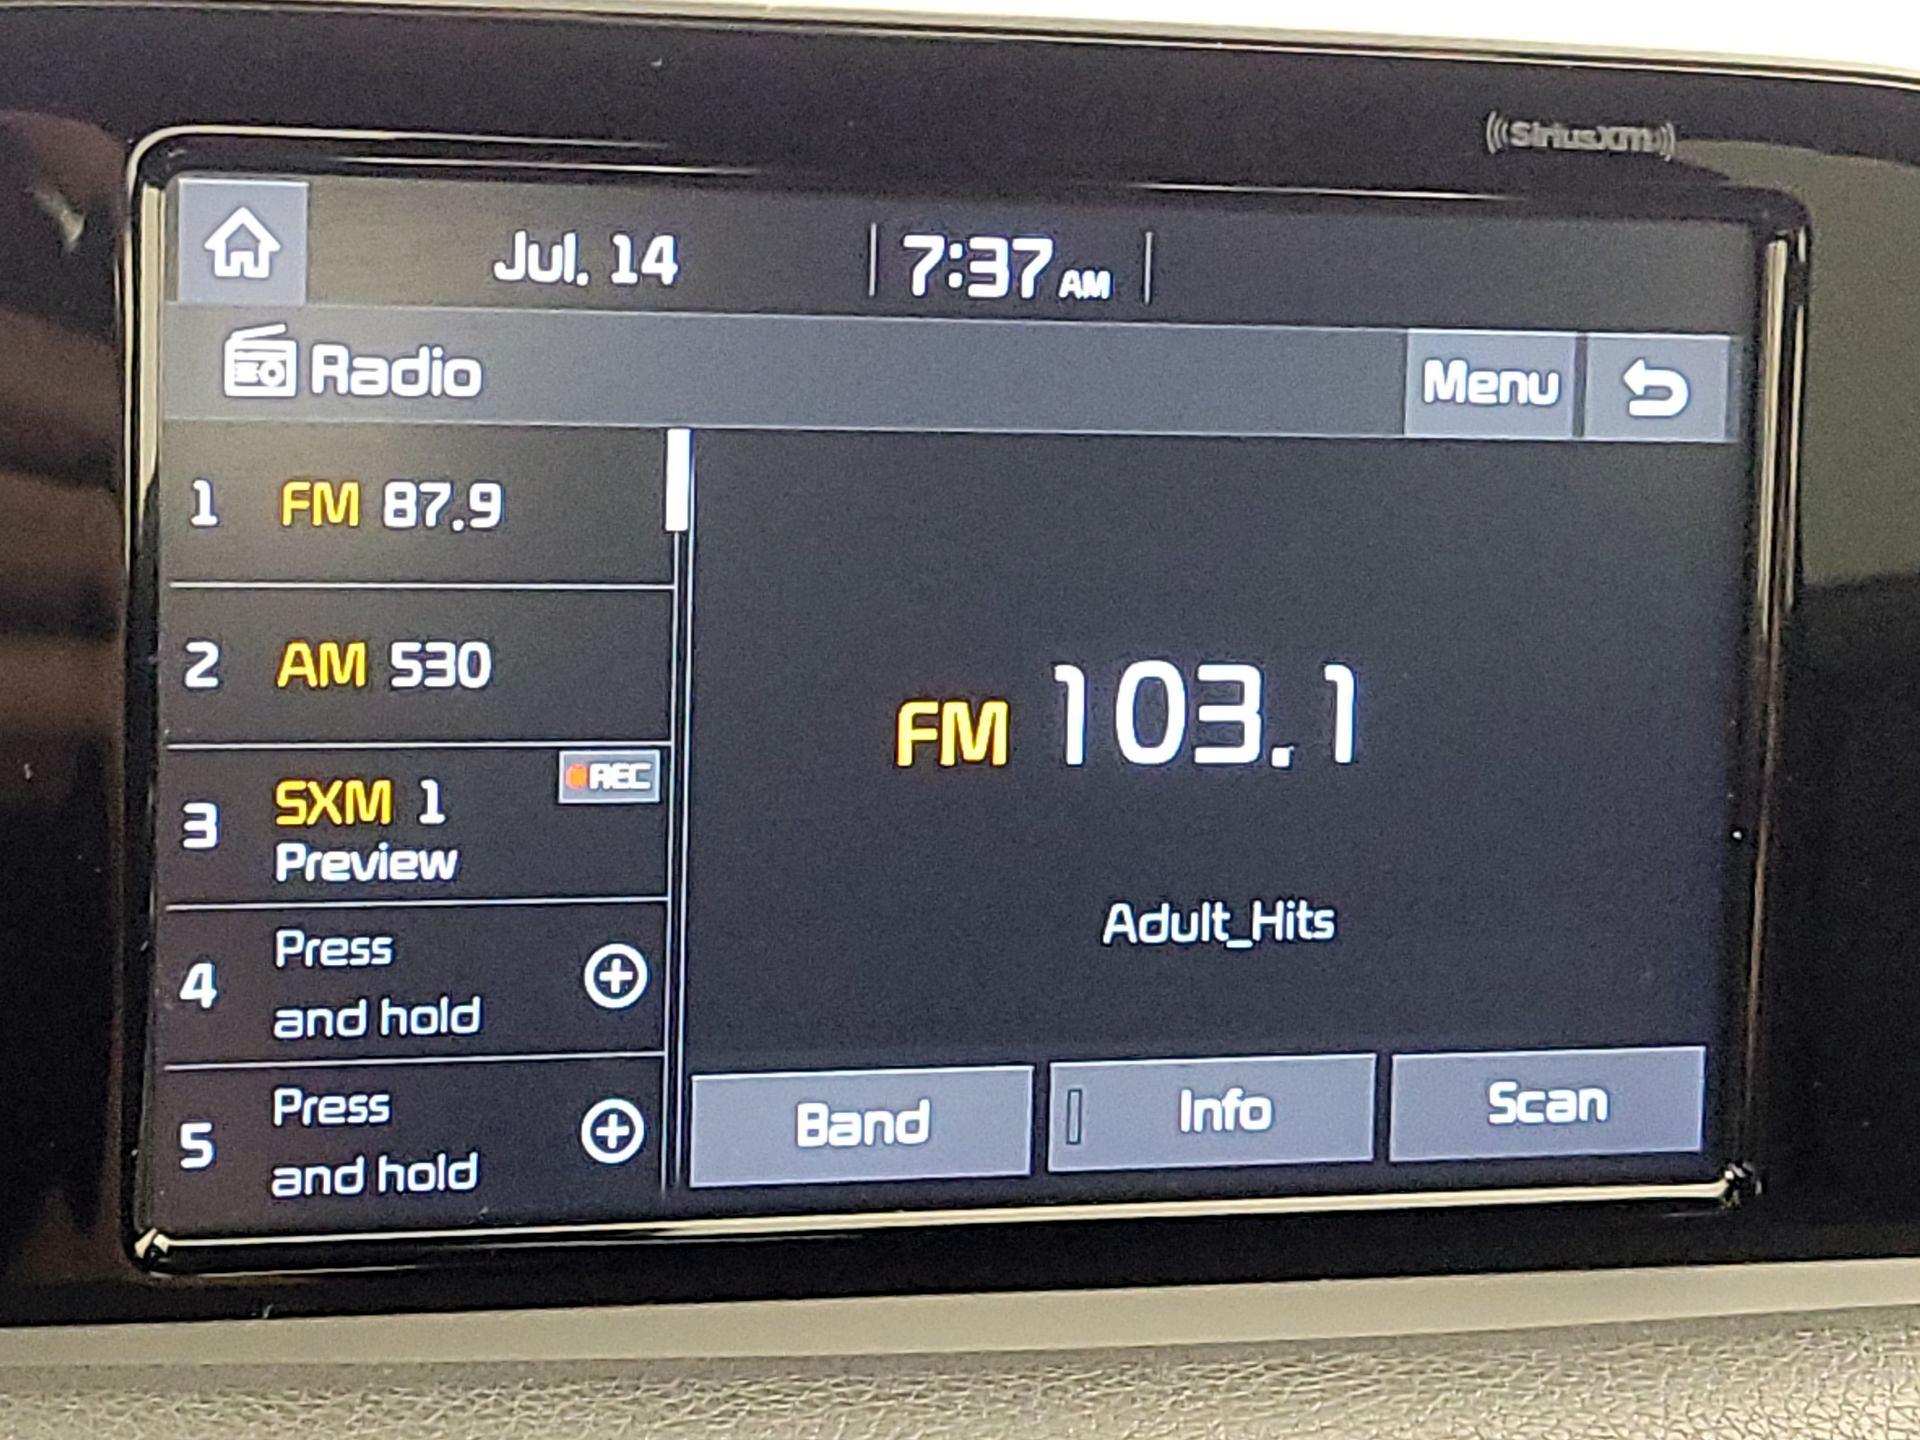 ((SiriusXM))
Jul. 14
7:37 AM
Radio
Menu
1 FM 87.9
2 AM 530
3 SXM 1
REC
Preview
4 Press
and hold
5 Press
and hold
FM 103.1
Adult_Hits
Band
Info
Scan